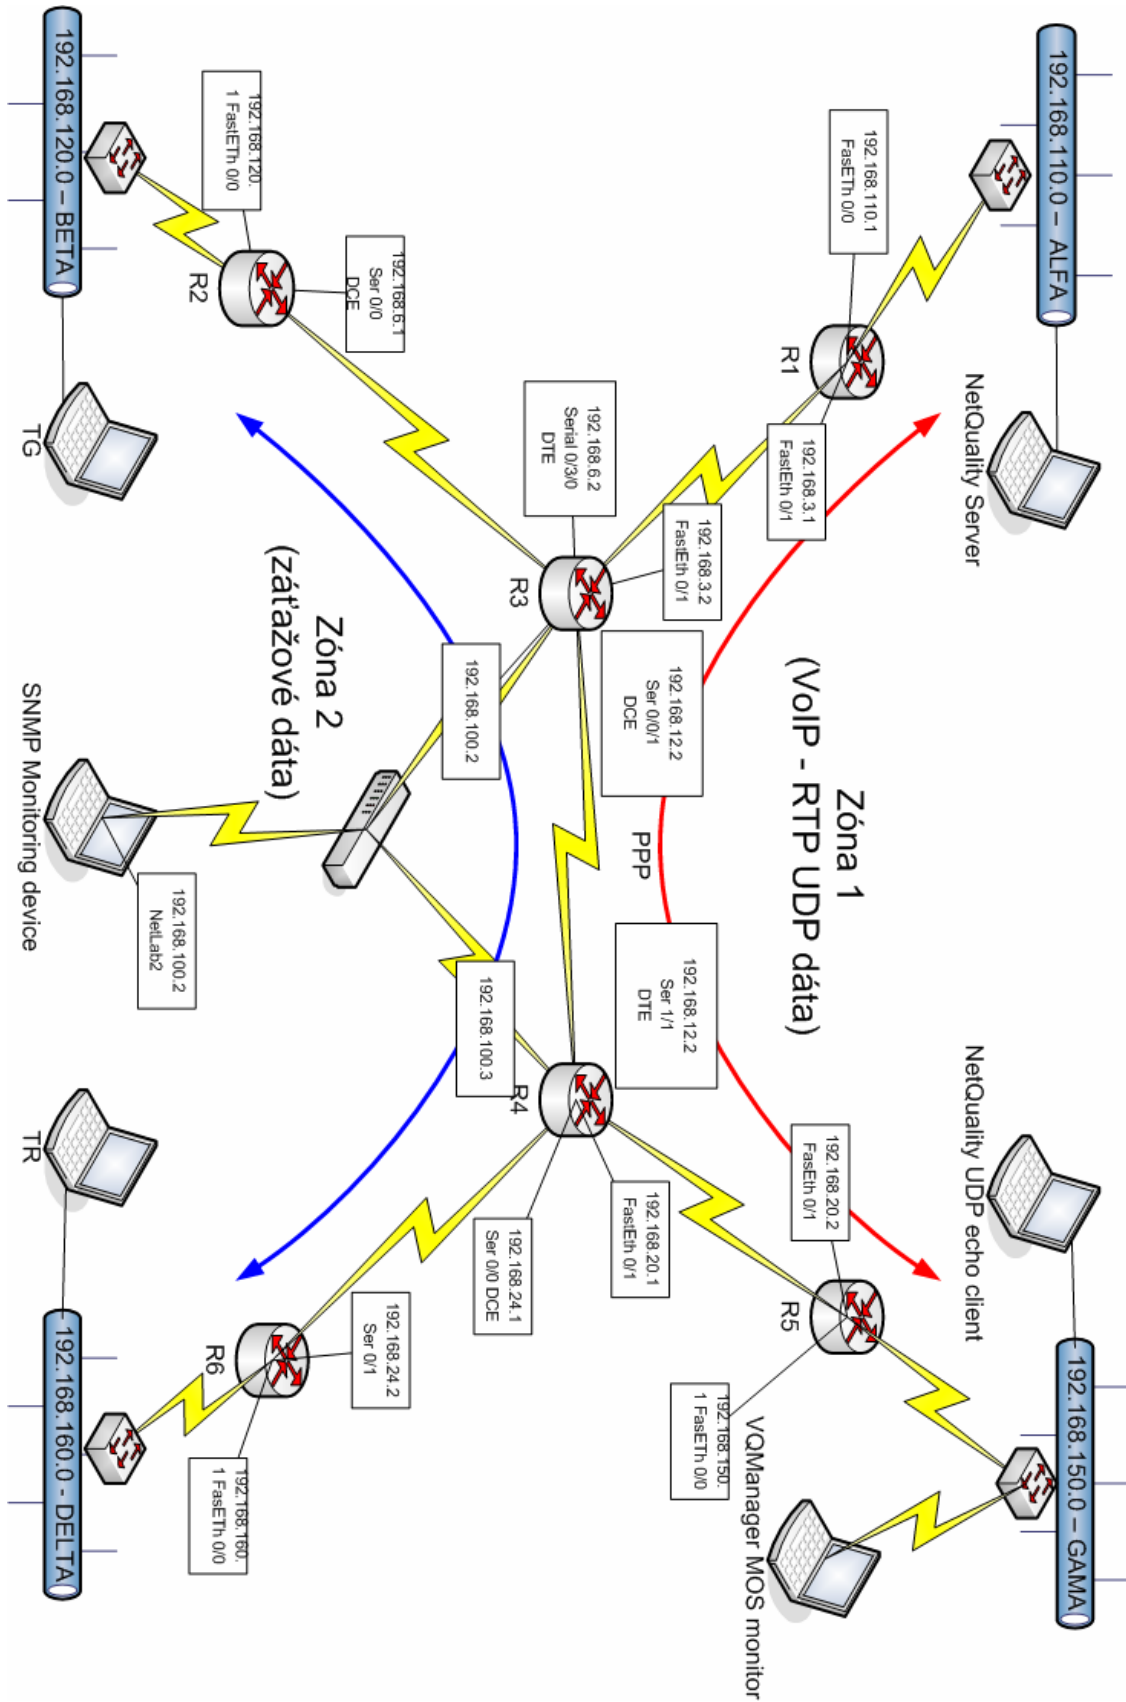 192.168.110.0 – ALFA
NetQuality Server
192.168.110.1
FasETh 0/0
R1
192.168.3.1
FastEth 0/1
192.168.3.2
FastEth 0/1
Zóna 1
(VoIP - RTP UDP dáta)
NetQuality UDP echo client
192.168.150.0 – GAMA
192.168.20.2
FasEth 0/1
R5
192.168.150.
1 FasETh 0/0
VQManager MOS monitor
192.168.6.2
Serial 0/3/0
DTE
R3
192.168.12.2
Ser 0/0/1
DCE
PPP
192.168.12.2
Ser 1/1
DTE
R4
192.168.20.1
FastEth 0/1
192.168.24.1
Ser 0/0 DCE
192.168.100.2
192.168.100.3
192.168.6.1
Ser 0/0
DCE
192.168.120.
1 FastETh 0/0
R2
Zóna 2
(záťažové dáta)
192.168.24.2
Ser 0/1
R6
192.168.160.
1 FasETh 0/0
192.168.120.0 – BETA
TG
SNMP Monitoring device
192.168.100.2
NetLab2
TR
192.168.160.0 - DELTA